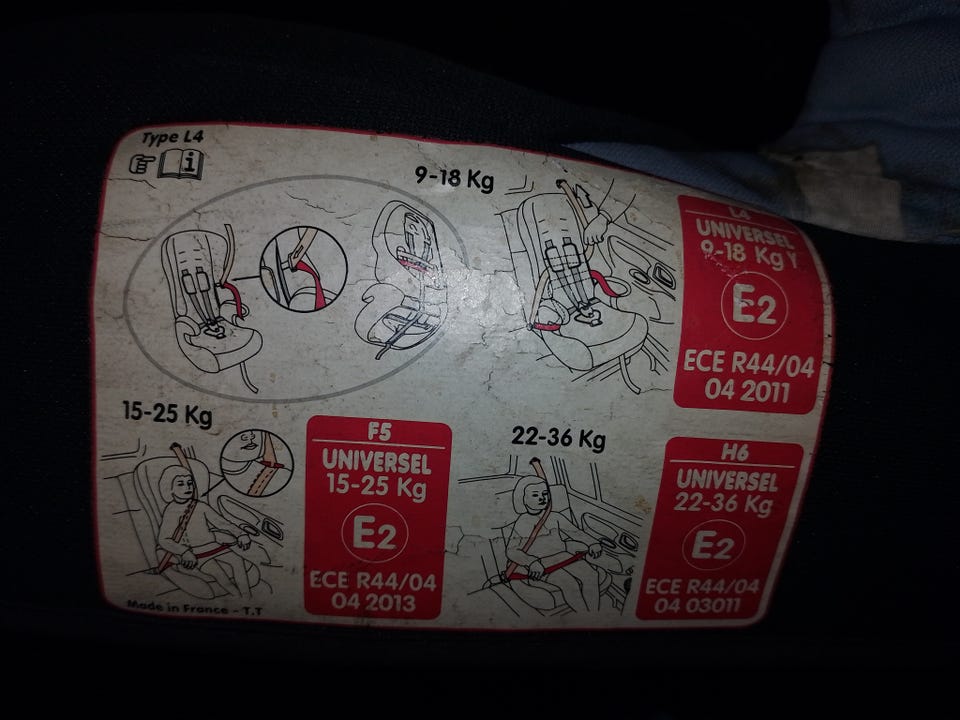 Type L4
i
9-18 Kg
L4
UNIVERSEL
9-18 Kg Y
E2
ECE R44/04
04 2011
15-25 Kg
F5
UNIVERSEL
15-25 Kg
E2
ECE R44/04
04 2013
22-36 Kg
H6
UNIVERSEL
22-36 Kg
E2
ECE R44/04
04 03011
Made in France - T.T